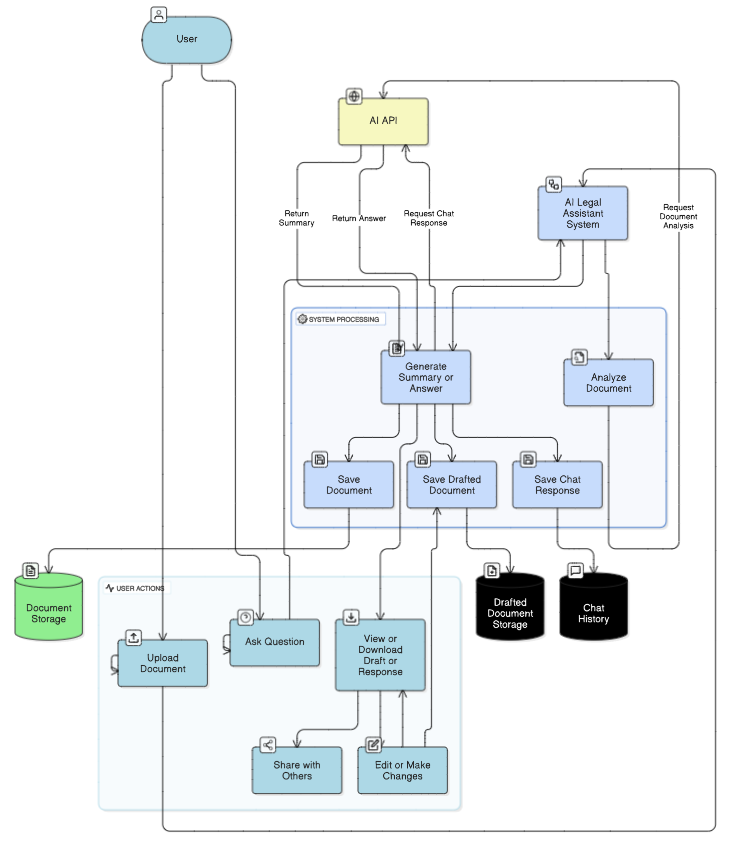 User
AI API
AI Legal
Assistant
System
Return
Summary
Return Answer
Request Chat
Response
Request
Document
Analysis
SYSTEM PROCESSING
Generate
Summary or
Answer
Analyze
Document
Save
Document
Save Drafted
Document
Save Chat
Response
Document
Storage
USER ACTIONS
Drafted
Document
Storage
Chat
History
Upload
Document
Ask Question
View or
Download
Draft or
Response
Share with
Others
Edit or Make
Changes